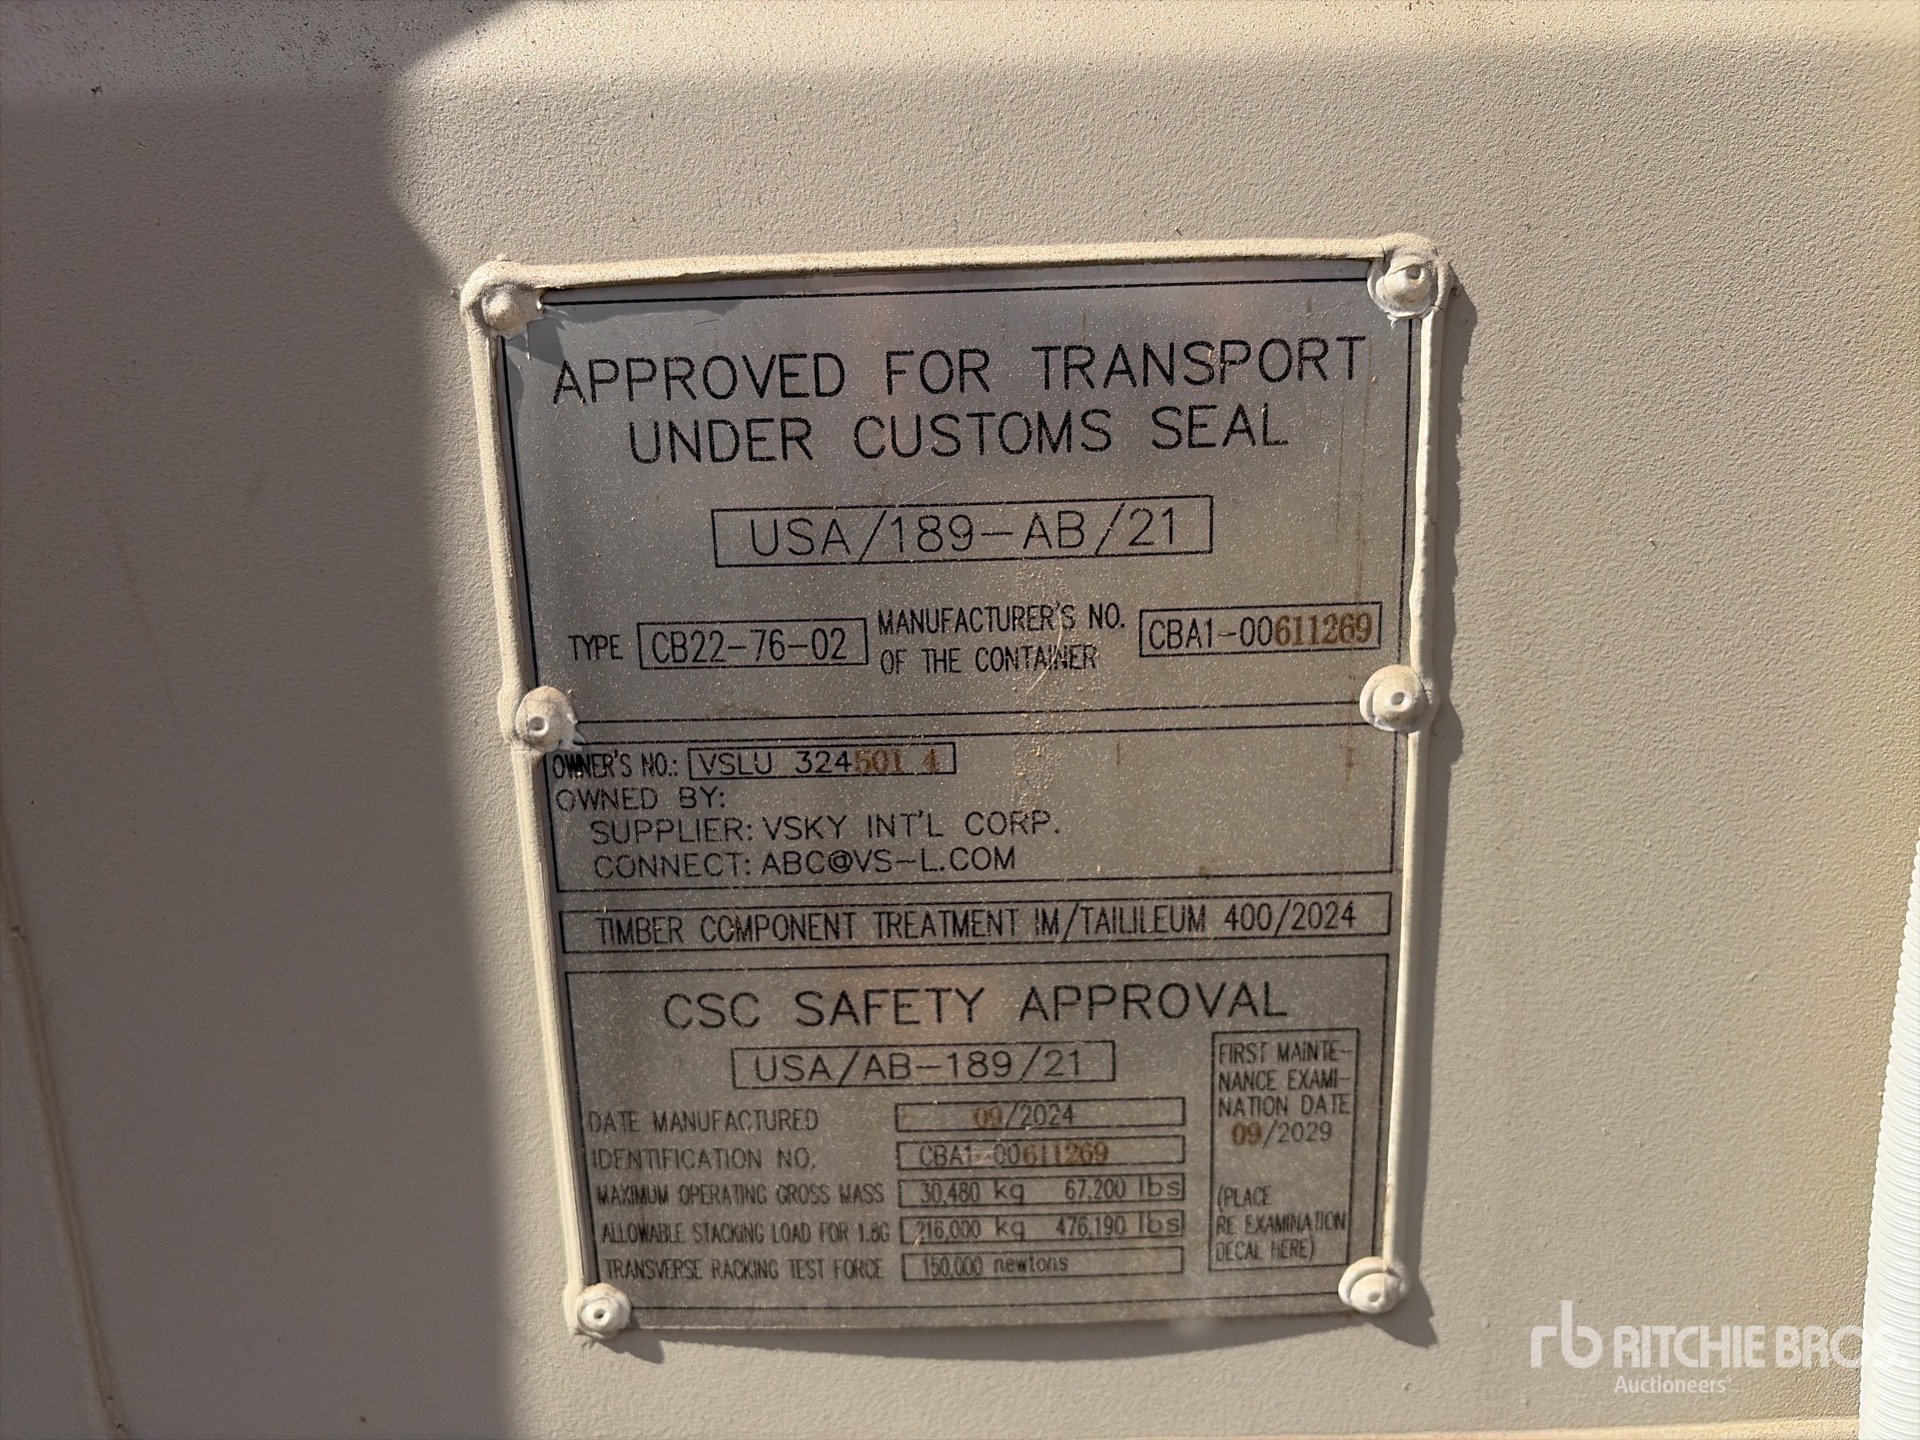 APPROVED FOR TRANSPORT
UNDER CUSTOMS SEAL
USA/189-AB/21
TYPE CB22-76-02 MANUFACTURER'S NO. OF THE CONTAINER CBA1-00611269
OWNER'S NO.: VSLU 324501 4
OWNED BY:
SUPPLIER: VSKY INT'L CORP.
CONNECT: ABC@VS-L.COM
TIMBER COMPONENT TREATMENT IM/TAILILEUM 400/2024
CSC SAFETY APPROVAL
USA/AB-189/21
DATE MANUFACTURED 09/2024
IDENTIFICATION NO. CBA1-00611269
MAXIMUM OPERATING GROSS MASS 30,480 kg 67,200 lbs
ALLOWABLE STACKING LOAD FOR 1.8G 216,000 kg 476,190 lbs
TRANSVERSE RACKING TEST FORCE 150,000 newtons
FIRST MAINTE-
NANCE EXAMI-
NATION DATE
09/2029
(PLACE
RE EXAMINATION
DECAL HERE)
rb RITCHIE BROS.
Auctioneers